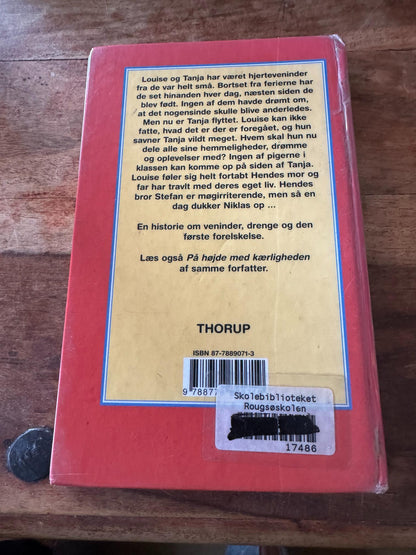 Louise og Tanja har været hjerteveninder
fra de var helt små. Bortset fra ferierne har
de set hinanden hver dag, næsten siden de
blev født. Ingen af dem havde drømt om,
at det nogensinde skulle blive anderledes.
Men nu er Tanja flyttet. Louise kan ikke
fatte, hvad det er der er foregået, og hun
savner Tanja vildt meget. Hvem skal hun nu
dele alle sine hemmeligheder, drømme
og oplevelser med? Ingen af pigerne i
klassen kan komme op på siden af Tanja.
Louise føler sig helt fortabt Hendes mor og
far har travlt med deres eget liv. Hendes
bror Stefan er møgirriterende, men så en
dag dukker Niklas op ...
En historie om veninder, drenge og den
første forelskelse.
Læs også På højde med kærligheden
af samme forfatter.
THORUP
ISBN 87-7889071-3
9 7887
Skolebiblioteket
Rougsøskolen
17486